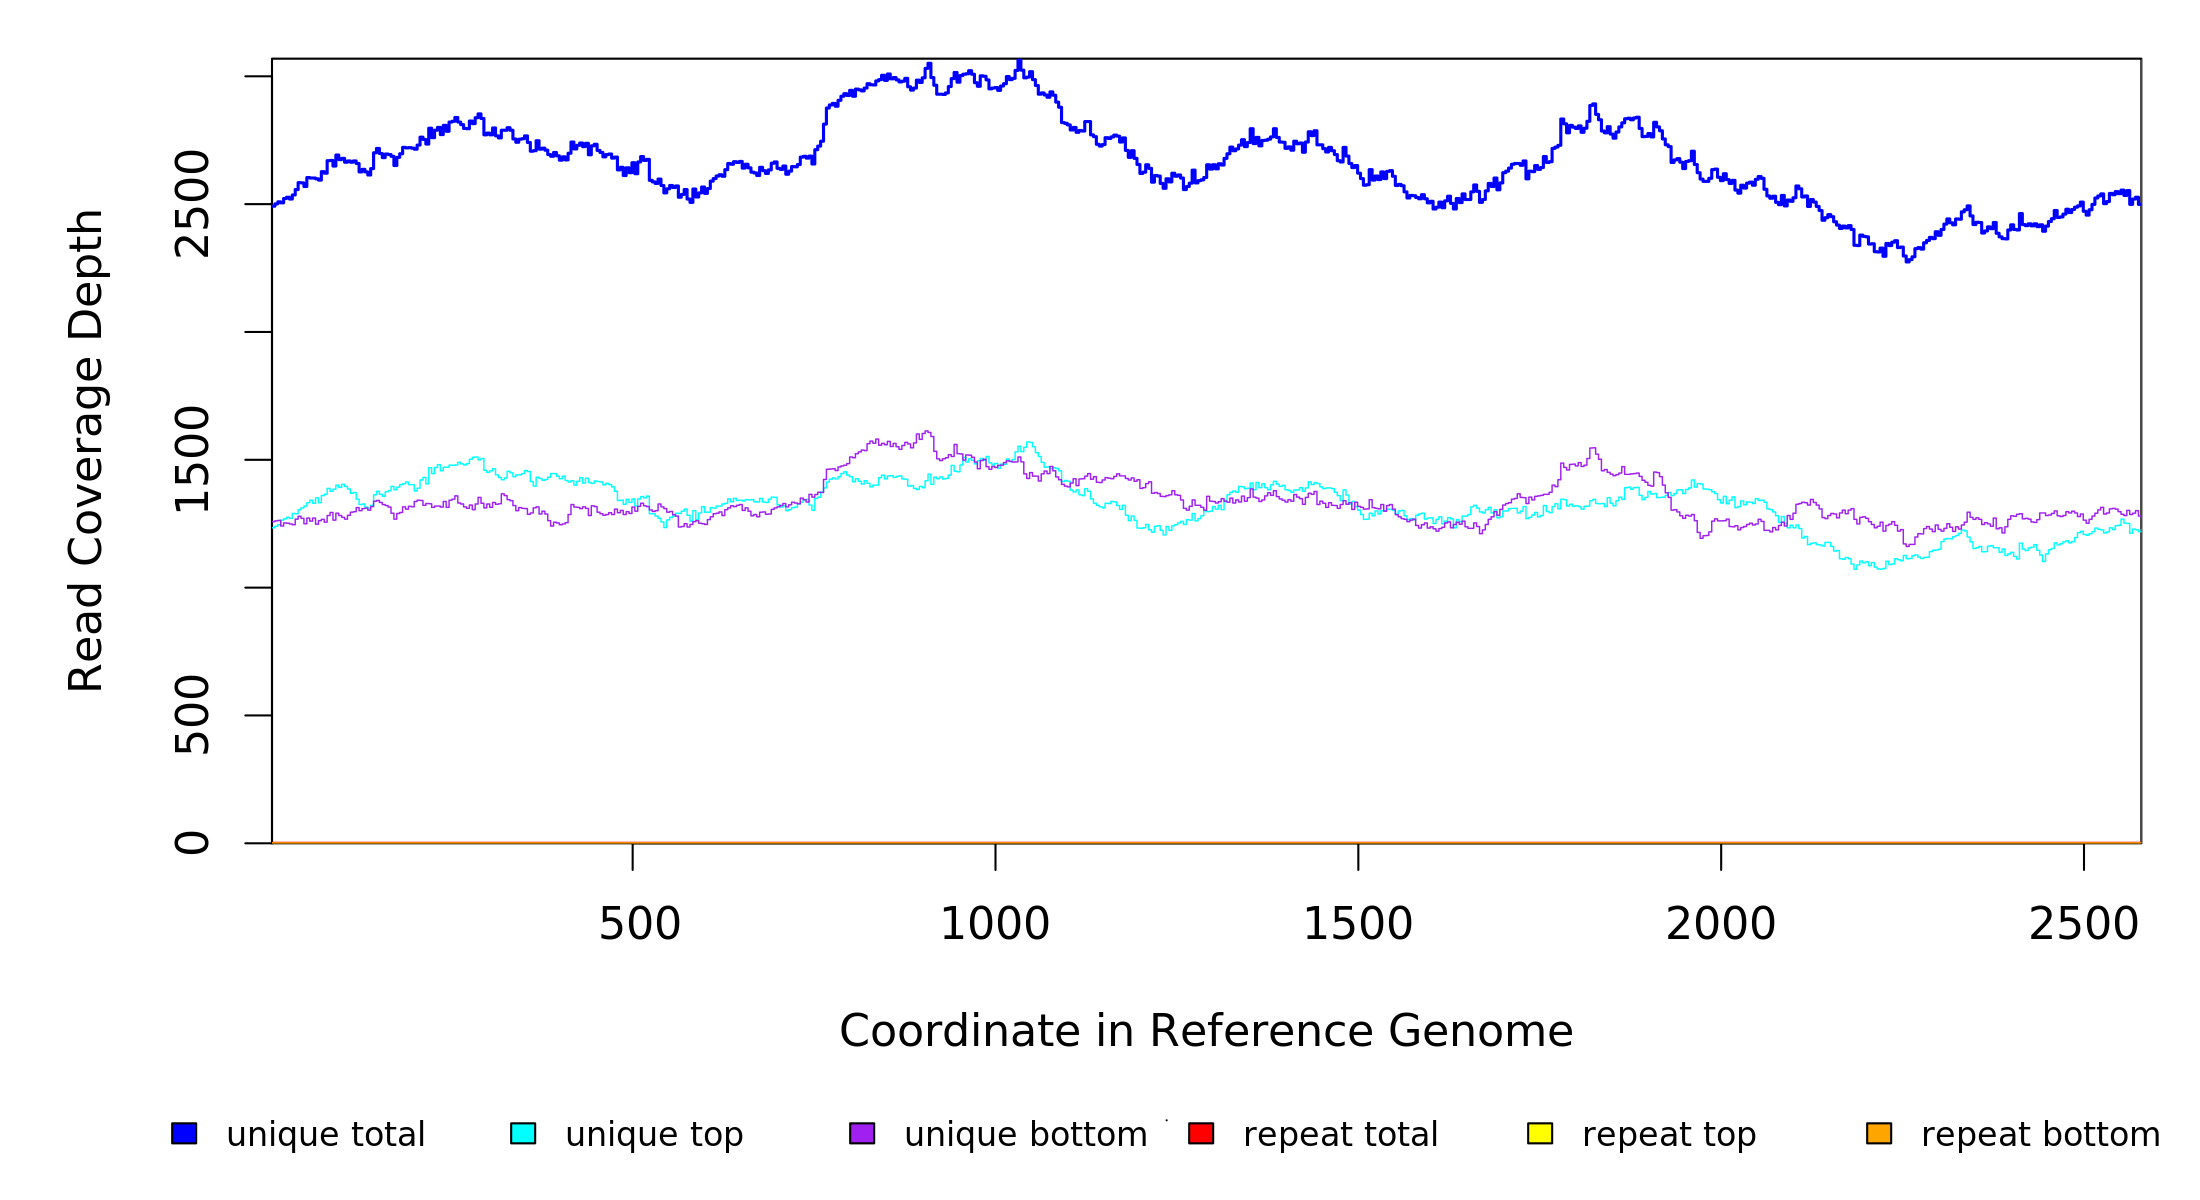 Read Coverage Depth
2500
1500
500
0
500 1000 1500 2000 2500
Coordinate in Reference Genome
unique total unique top unique bottom repeat total repeat top repeat bottom